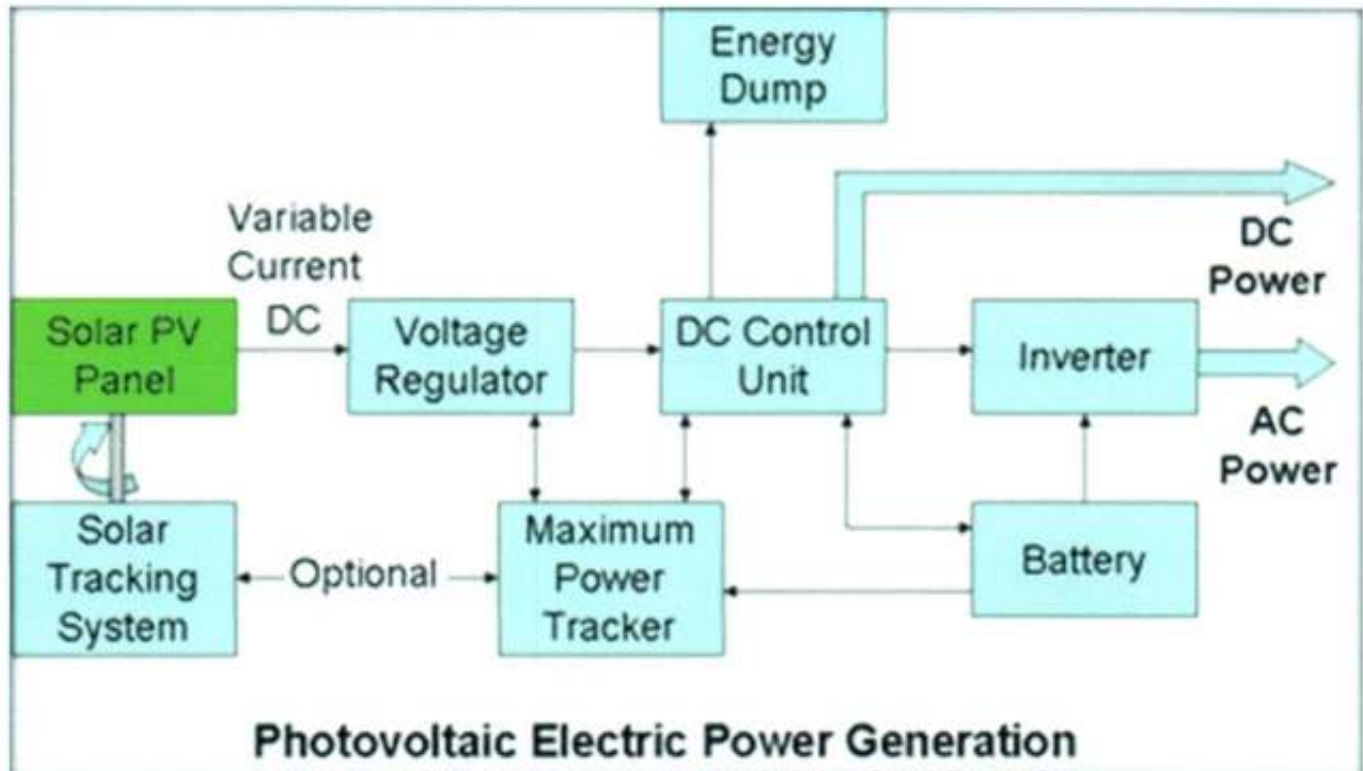 Energy
Dump
Variable
Current
DC
DC
Power
Solar PV
Panel
Voltage
Regulator
DC Control
Unit
Inverter
AC
Power
Solar
Tracking
System
Optional
Maximum
Power
Tracker
Battery
Photovoltaic Electric Power Generation